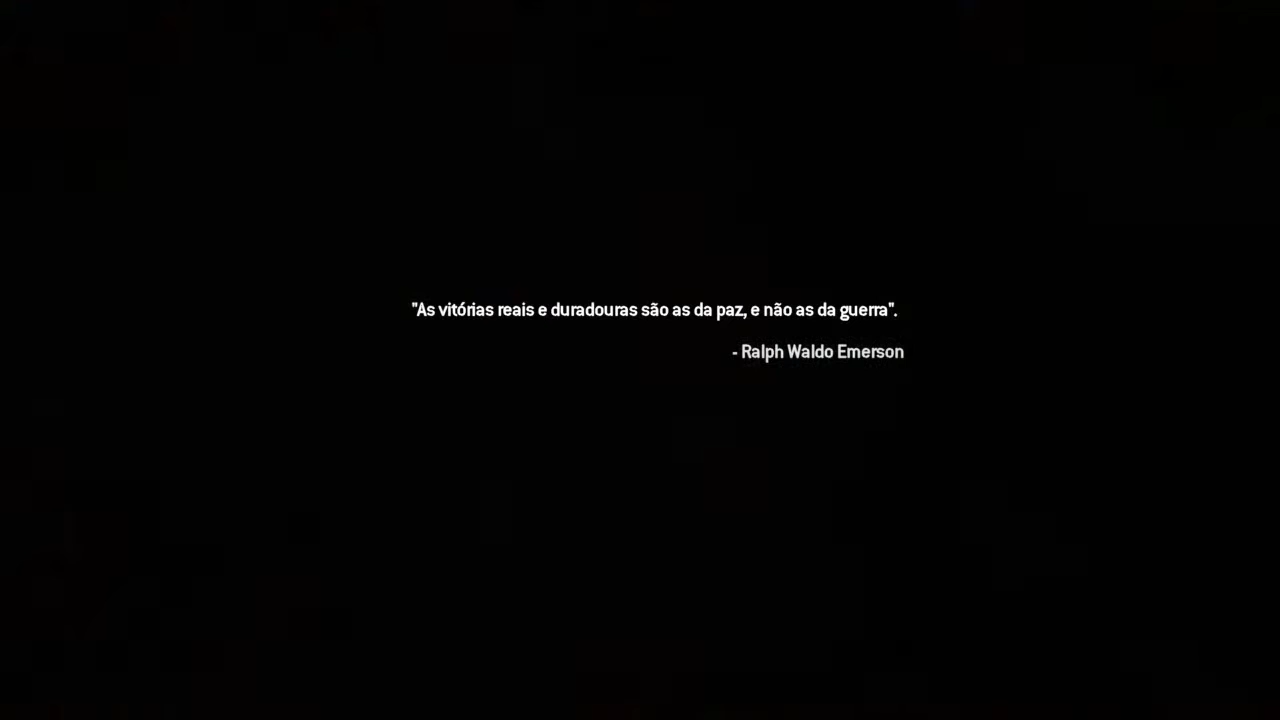 "As vitórias reais e duradouras são as da paz, e não as da guerra".
- Ralph Waldo Emerson